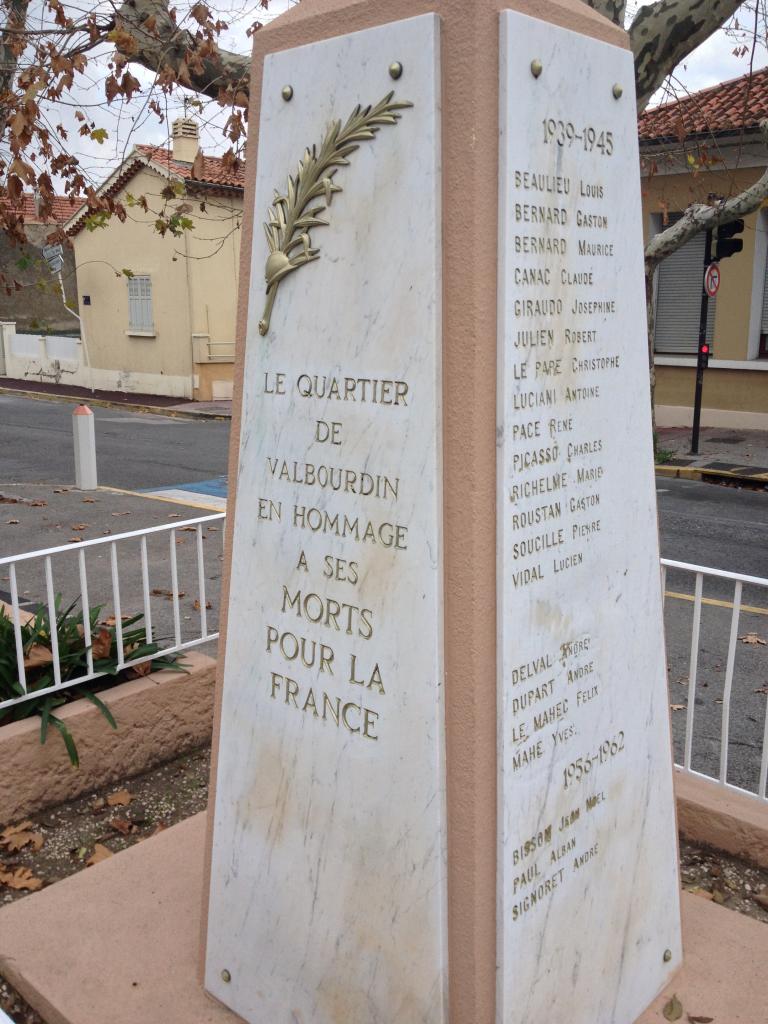 LE QUARTIER
DE
VALBOURDIN
EN HOMMAGE
A SES
MORTS
POUR LA
FRANCE
1939-1945
BEAULIEU LOUIS
BERNARD GASTON
BERNARD MAURICE
CANAC CLAUDE
GIRAUDO JOSEPHINE
JULIEN ROBERT
LE PAPE CHRISTOPHE
LUCIANI ANTOINE
PACE RENÉ
PICASSO CHARLES
RICHELME MARIE
ROUSTAN GASTON
SOUCILLE PIERRE
VIDAL LUCIEN
DELVAL ANDRÉ
DUPART ANDRÉ
LE MAHEC FELIX
MAHE YVES
1956-1962
BISSON JEAN NOEL
PAUL ALBAN
SIGNORET ANDRÉ